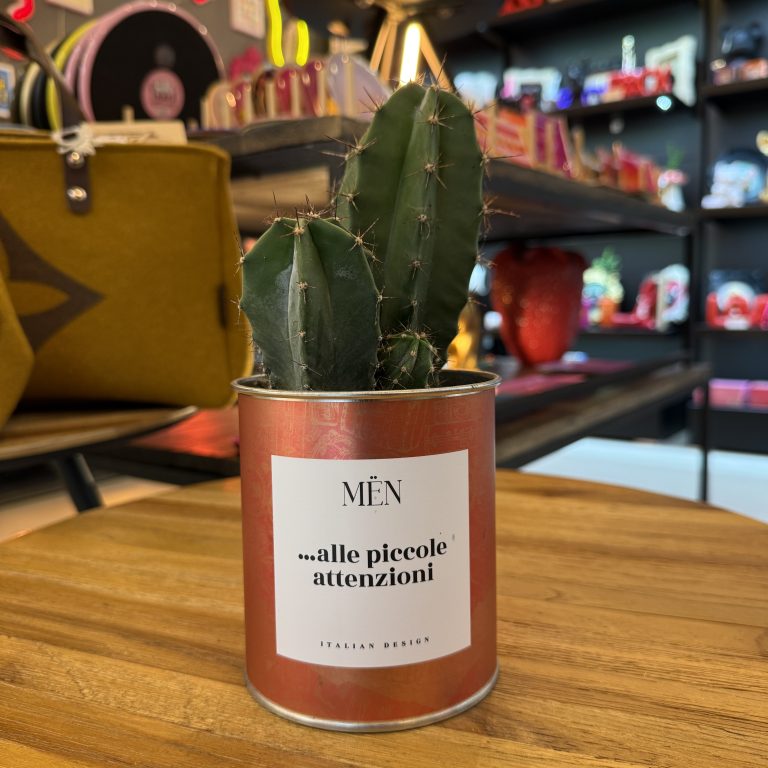 MËN
...alle piccole
attenzioni
ITALIAN DESIGN